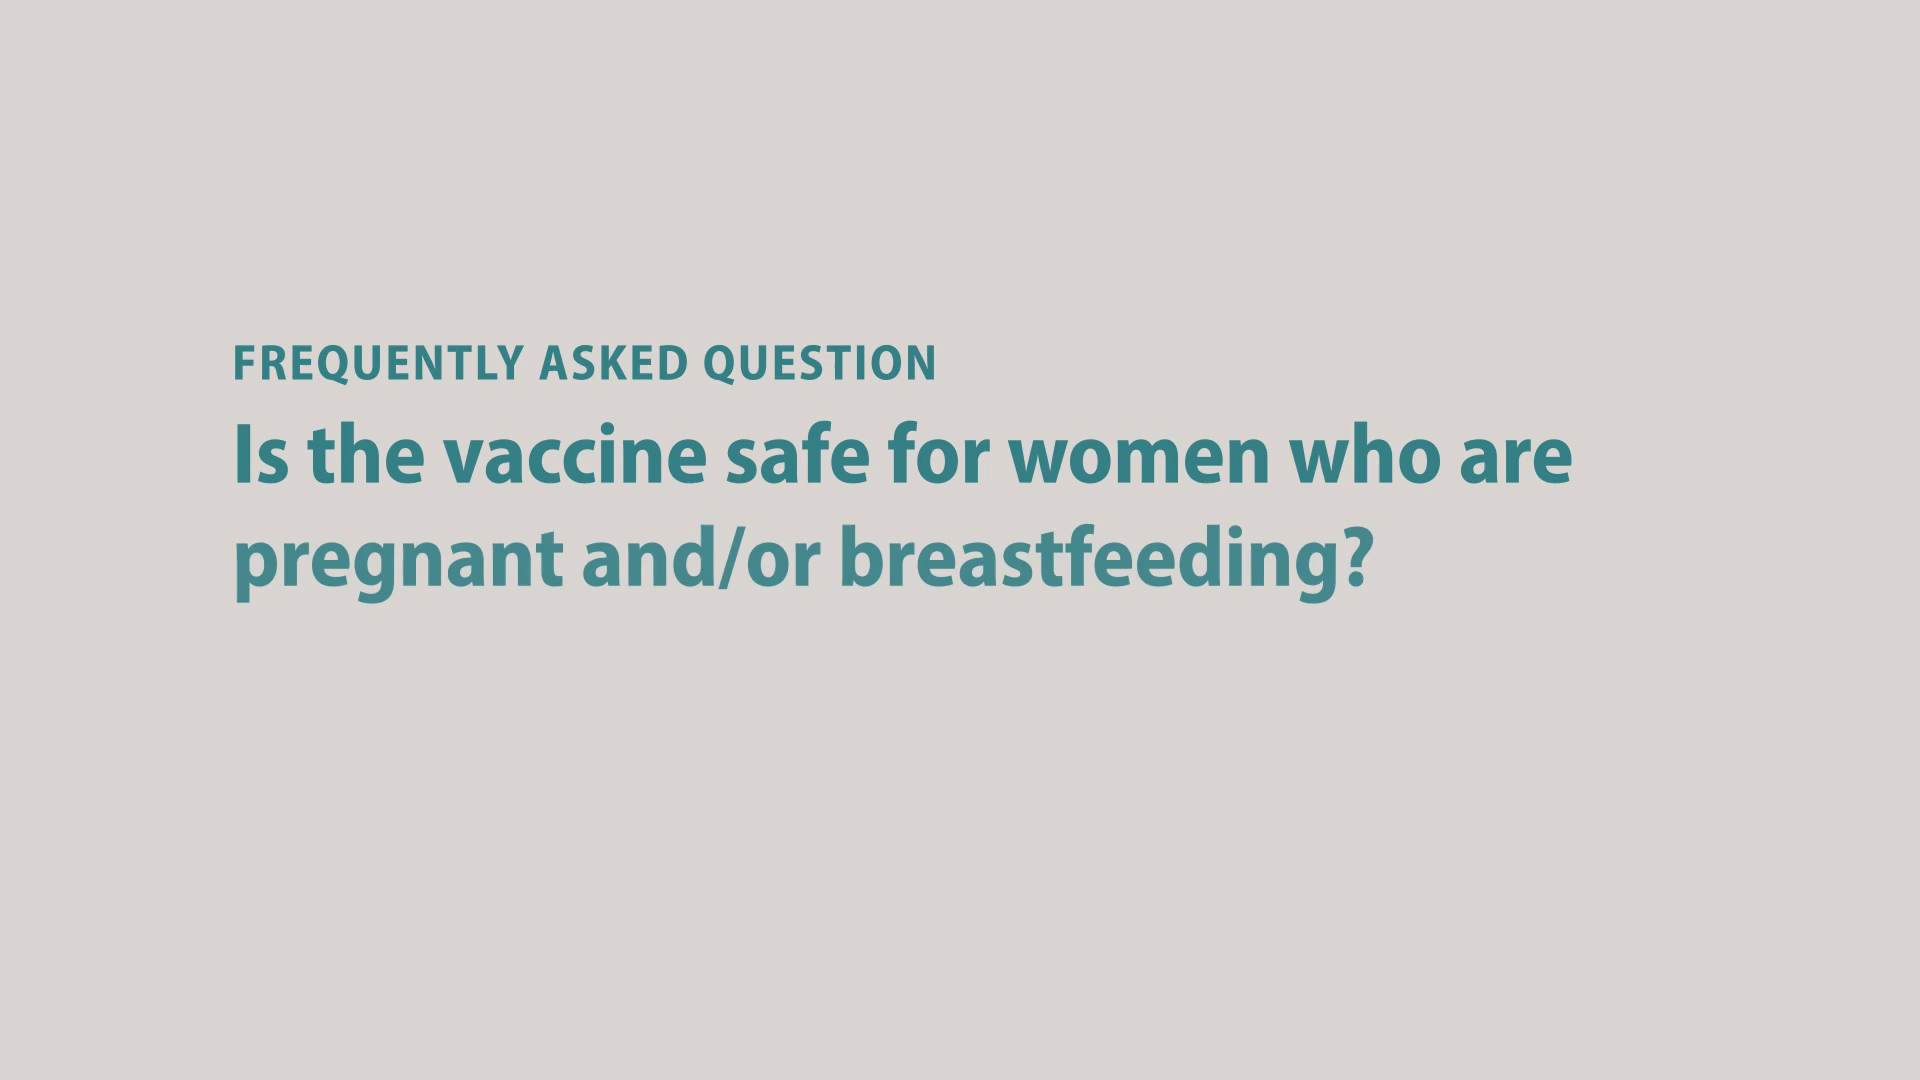 FREQUENTLY ASKED QUESTION
Is the vaccine safe for women who are
pregnant and/or breastfeeding?